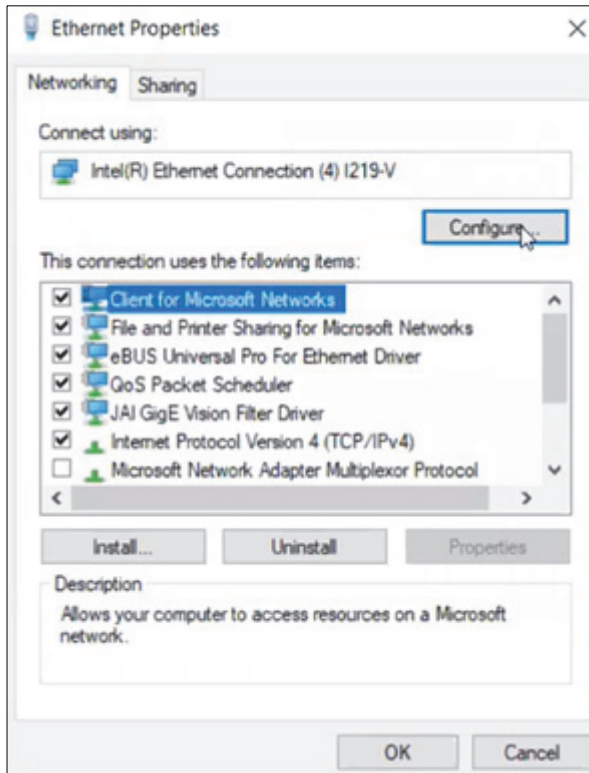 Ethernet Properties
Networking
Sharing
Connect using:
Intel(R) Ethernet Connection (4) I219-V
Configure...
This connection uses the following items:
Client for Microsoft Networks
File and Printer Sharing for Microsoft Networks
eBUS Universal Pro For Ethernet Driver
QoS Packet Scheduler
JAI GigE Vision Filter Driver
Internet Protocol Version 4 (TCP/IPv4)
Microsoft Network Adapter Multiplexor Protocol
Install...
Uninstall
Properties
Description
Allows your computer to access resources on a Microsoft
network.
OK
Cancel